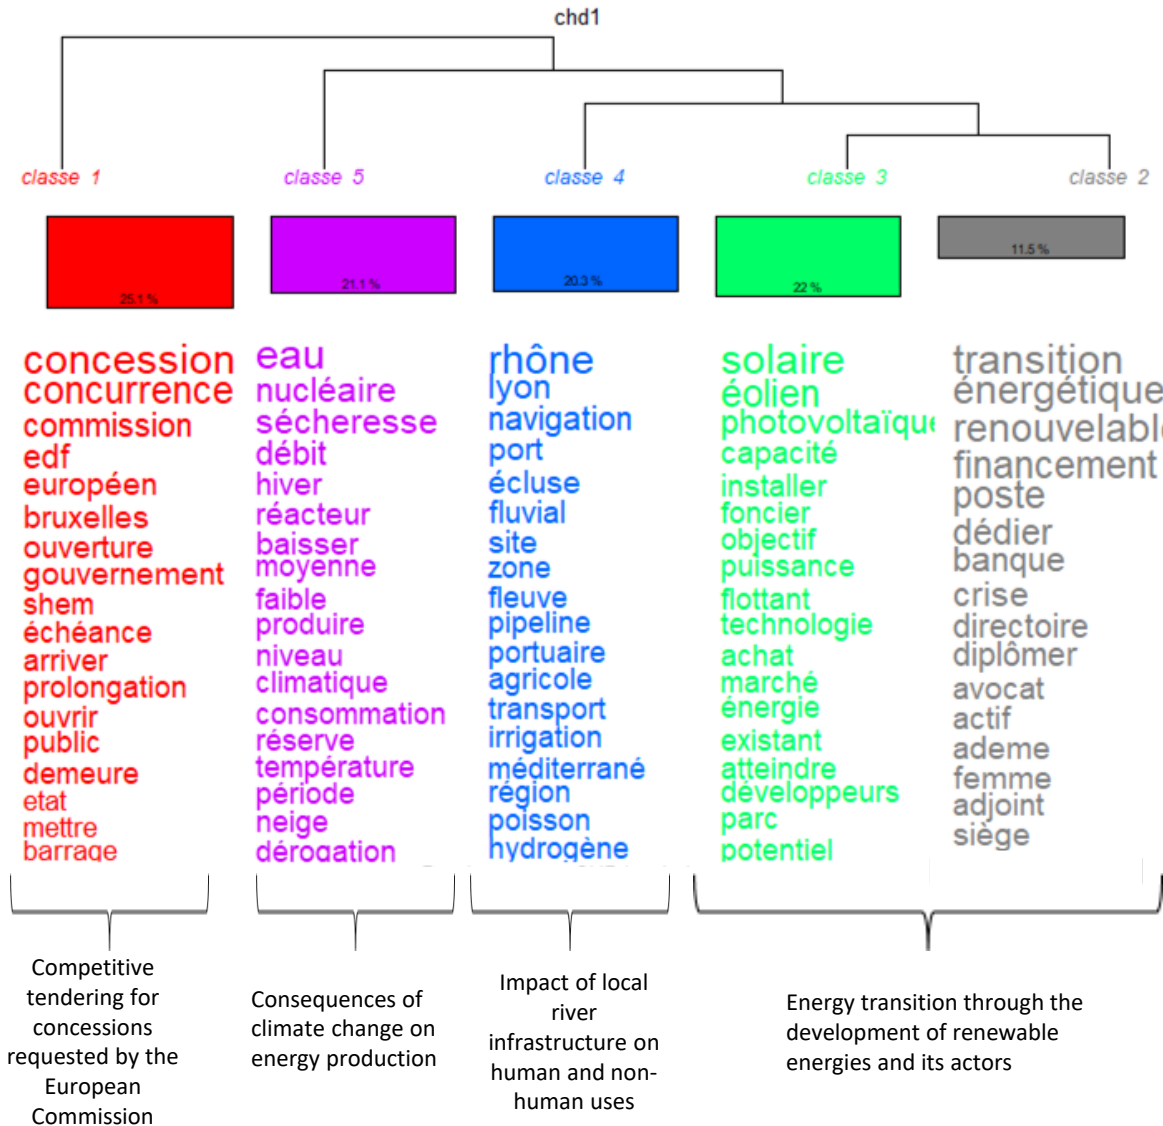 chd1
classe 1
classe 5
classe 4
classe 3
classe 2
25.1 %
21.1 %
20.3 %
22 %
11.5 %
concession
concurrence
commission
edf
européen
bruxelles
ouverture
gouvernement
shem
échéance
arriver
prolongation
ouvrir
public
demeure
etat
mettre
barrage
eau
nucléaire
sécheresse
débit
hiver
réacteur
baisser
moyenne
faible
produire
niveau
climatique
consommation
réserve
température
période
neige
dérogation
rhône
lyon
navigation
port
écluse
fluvial
site
zone
fleuve
pipeline
portuaire
agricole
transport
irrigation
méditerrané
région
poisson
hydrogène
solaire
éolien
photovoltaïque
capacité
installer
foncier
objectif
puissance
flottant
technologie
achat
marché
énergie
existant
atteindre
développeurs
parc
potentiel
transition
énergétique
renouvelabl
financement
poste
dédier
banque
crise
directoire
diplômer
avocat
actif
ademe
femme
adjoint
siège
Competitive
tendering for
concessions
requested by the
European
Commission
Consequences of
climate change on
energy production
Impact of local
river
infrastructure on
human and non-
human uses
Energy transition through the
development of renewable
energies and its actors